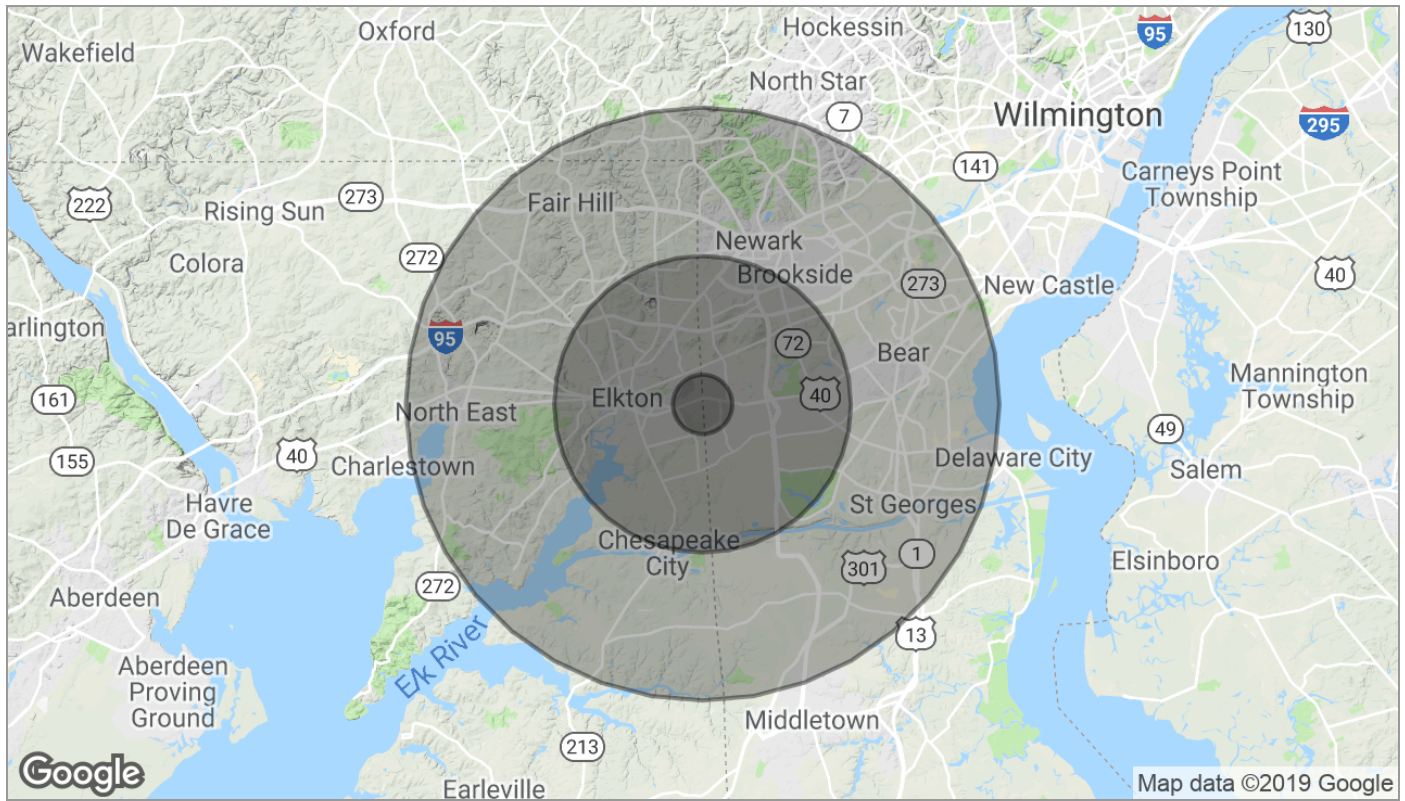 Oxford
Hockessin
95
130
Wakefield
North Star
7
Wilmington
295
141
Carneys Point
Township
222
273
Fair Hill
Rising Sun
Newark
272
Colora
Brookside
40
273
New Castle
arlington
95
72
Bear
Mannington
Township
161
Elkton
40
North East
49
155
40
Charlestown
Delaware City
Salem
Havre
De Grace
St Georges
Chesapeake
City
1
301
Elsinboro
272
Aberdeen
13
Elk River
Aberdeen
Proving
Ground
Middletown
213
Google
Earleville
Map data ©2019 Google